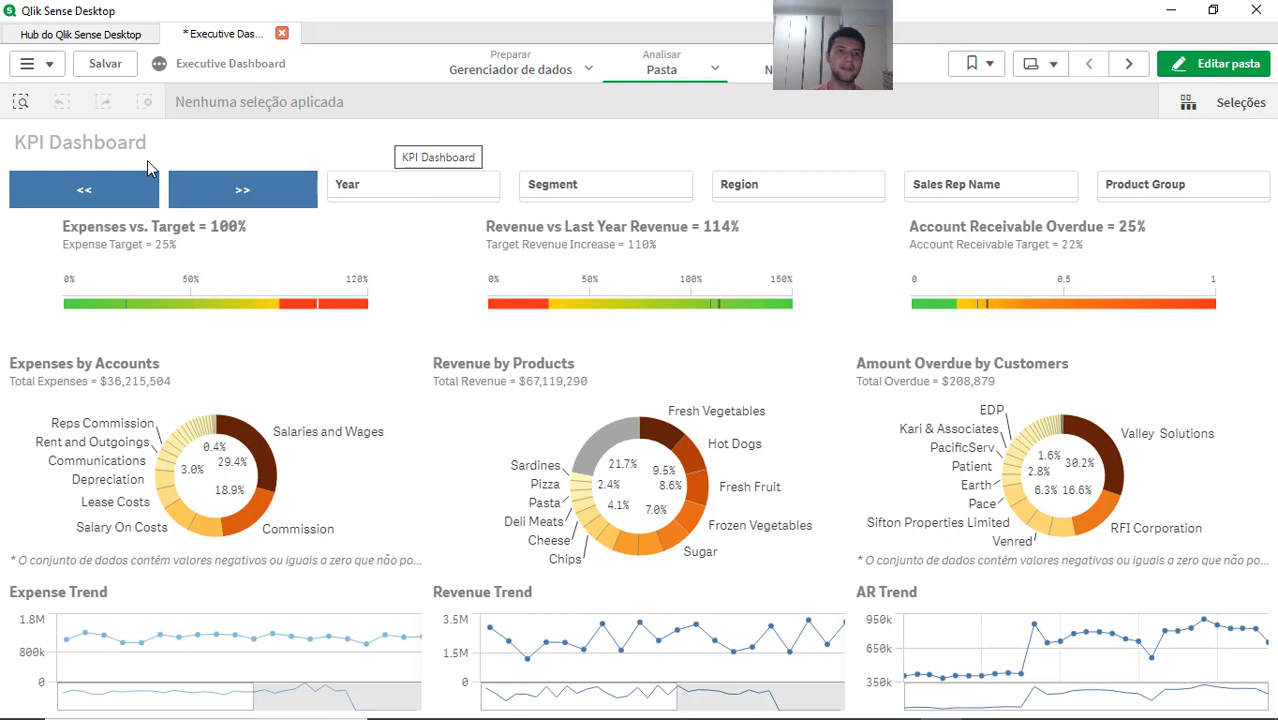 Qlik Sense Desktop
Hub do Qlik Sense Desktop
* Executive Das...
Preparar
Gerenciador de dados
Analisar
Pasta
N
Salvar
Executive Dashboard
Editar pasta
Nenhuma seleção aplicada
Seleções
KPI Dashboard
KPI Dashboard
<<
>>
Year
Segment
Region
Sales Rep Name
Product Group
Expenses vs. Target = 100%
Expense Target = 25%
0%
50%
120%
Revenue vs Last Year Revenue = 114%
Target Revenue Increase = 110%
0%
50%
100%
150%
Account Receivable Overdue = 25%
Account Receivable Target = 22%
0
0.5
1
Expenses by Accounts
Total Expenses = $36,215,504
Reps Commission
Rent and Outgoings
Communications
Depreciation
Lease Costs
Salary On Costs
Salaries and Wages
Commission
0.4%
29.4%
3.0%
18.9%
* O conjunto de dados contém valores negativos ou iguais a zero que não po...
Revenue by Products
Total Revenue = $67,119,290
Fresh Vegetables
Hot Dogs
Fresh Fruit
Frozen Vegetables
Sugar
Sardines
Pizza
Pasta
Deli Meats
Cheese
Chips
21.7%
9.5%
2.4%
8.6%
4.1%
7.0%
Amount Overdue by Customers
Total Overdue = $208,879
EDP
Kari & Associates
PacificServ
Patient
Earth
Pace
Sifton Properties Limited
Venred
Valley Solutions
RFI Corporation
1.6%
30.2%
2.8%
6.3%
16.6%
* O conjunto de dados contém valores negativos ou iguais a zero que não po...
Expense Trend
1.8M
800k
0
Revenue Trend
3.5M
1.5M
0
AR Trend
950k
650k
350k